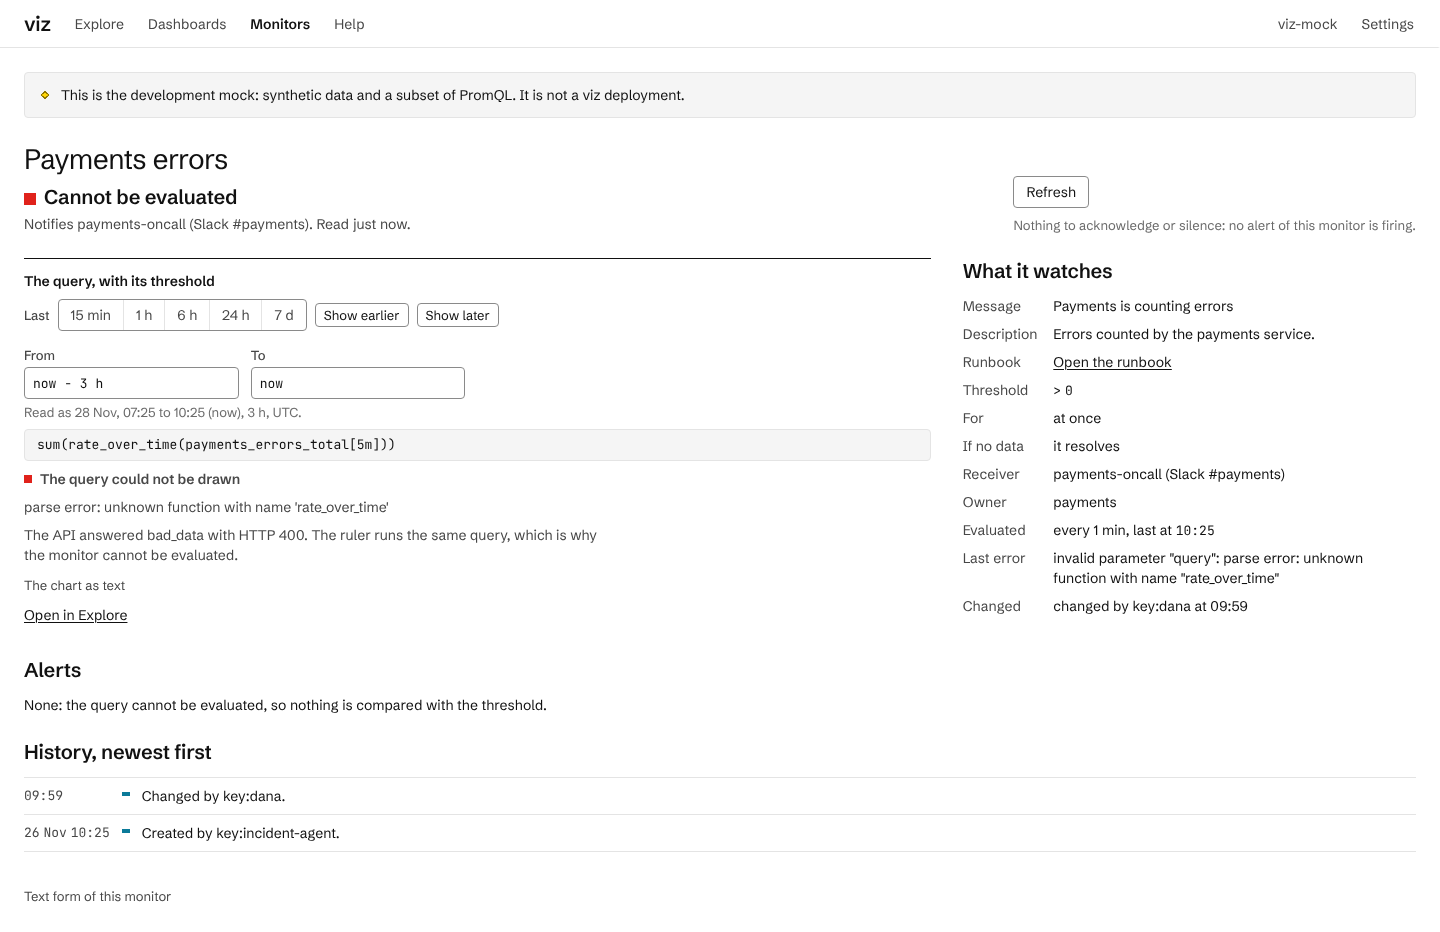 viz Explore Dashboards Monitors Help viz-mock Settings
This is the development mock: synthetic data and a subset of PromQL. It is not a viz deployment.
Payments errors
Cannot be evaluated
Notifies payments-oncall (Slack #payments). Read just now.
Refresh
Nothing to acknowledge or silence: no alert of this monitor is firing.
The query, with its threshold
Last 15 min 1 h 6 h 24 h 7 d Show earlier Show later
From To
now - 3 h now
Read as 28 Nov, 07:25 to 10:25 (now), 3 h, UTC.
sum(rate_over_time(payments_errors_total[5m]))
The query could not be drawn
parse error: unknown function with name 'rate_over_time'
The API answered bad_data with HTTP 400. The ruler runs the same query, which is why
the monitor cannot be evaluated.
The chart as text
Open in Explore
What it watches
Message Payments is counting errors
Description Errors counted by the payments service.
Runbook Open the runbook
Threshold > 0
For at once
If no data it resolves
Receiver payments-oncall (Slack #payments)
Owner payments
Evaluated every 1 min, last at 10:25
Last error invalid parameter "query": parse error: unknown
function with name "rate_over_time"
Changed changed by key:dana at 09:59
Alerts
None: the query cannot be evaluated, so nothing is compared with the threshold.
History, newest first
09:59 Changed by key:dana.
26 Nov 10:25 Created by key:incident-agent.
Text form of this monitor